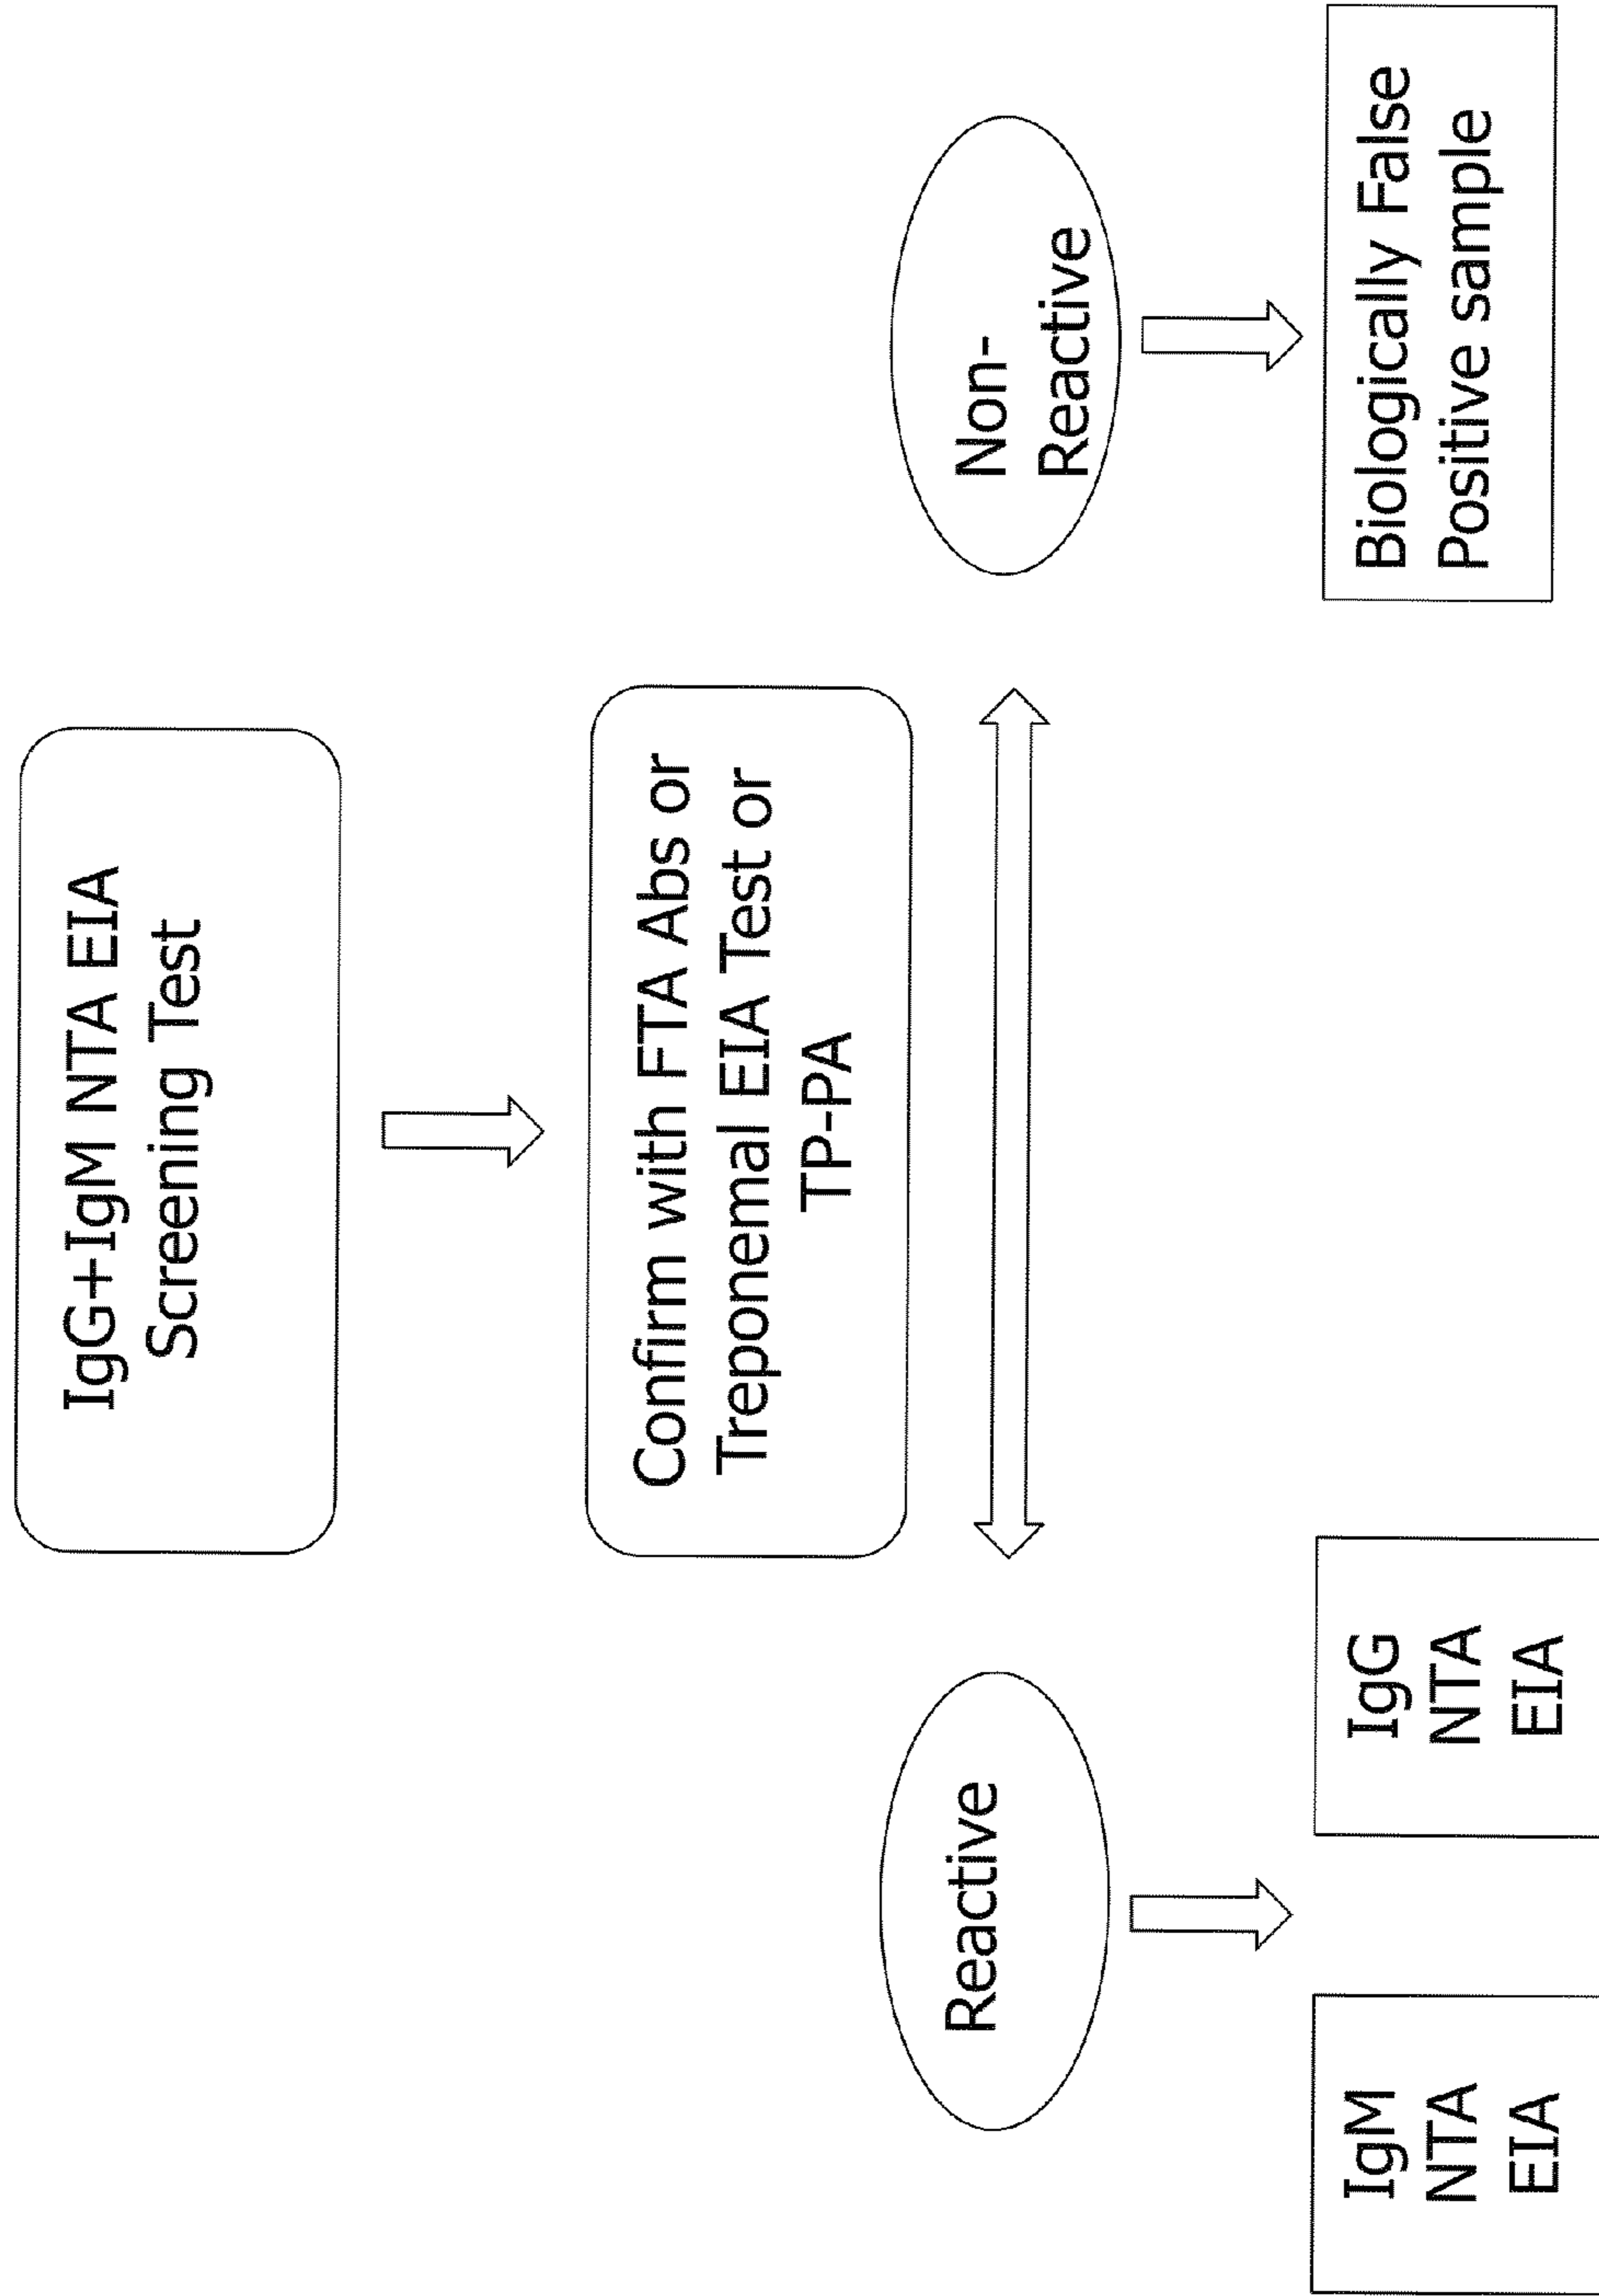 IgG+IgM NTA EIA
Screening Test
Confirm with FTA Abs or
Treponemal EIA Test or
TP-PA
Reactive
Non-
Reactive
IgM
NTA
EIA
IgG
NTA
EIA
Biologically False
Positive sample